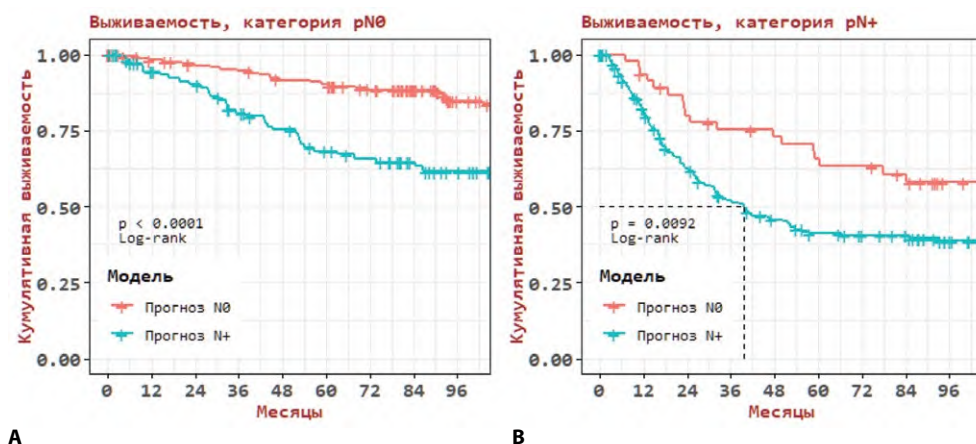 Выживаемость, категория pN0
Кумулятивная выживаемость
1.00
0.75
0.50
0.25
0.00
p < 0.0001
Log-rank
Модель
Прогноз N0
Прогноз N+
0 12 24 36 48 60 72 84 96
Месяцы
A
Выживаемость, категория pN+
Кумулятивная выживаемость
1.00
0.75
0.50
0.25
0.00
p = 0.0092
Log-rank
Модель
Прогноз N0
Прогноз N+
0 12 24 36 48 60 72 84 96
Месяцы
B